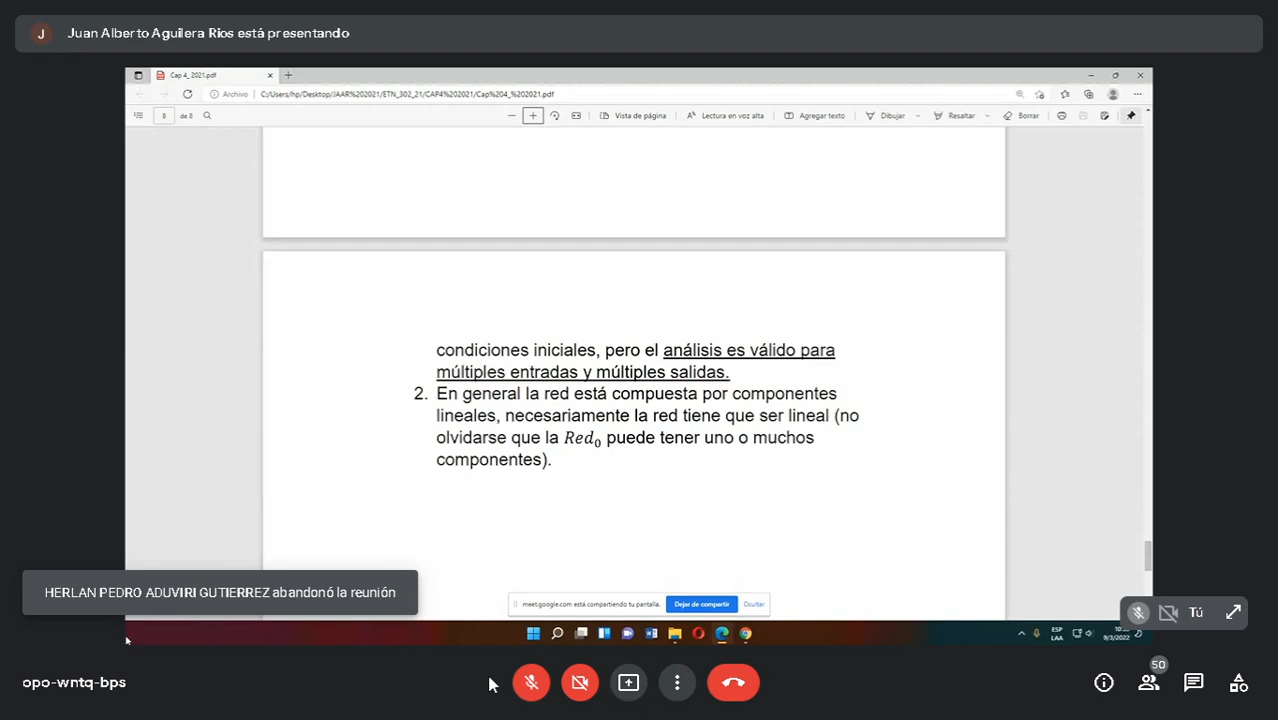 J Juan Alberto Aguilera Rios está presentando
Cap 4_ 2021.pdf
Archivo C:/Users/hp/Desktop/JAAR%202021/ETN_302_21/CAP4%202021/Cap%204_%202021.pdf
8 de 8 Vista de página Lectura en voz alta Agregar texto Dibujar Resaltar Borrar
condiciones iniciales, pero el análisis es válido para
múltiples entradas y múltiples salidas.
2. En general la red está compuesta por componentes
lineales, necesariamente la red tiene que ser lineal (no
olvidarse que la Red₀ puede tener uno o muchos
componentes).
HERLAN PEDRO ADUVIRI GUTIERREZ abandonó la reunión
meet.google.com está compartiendo tu pantalla. Dejar de compartir Ocultar
Tú
ESP
LAA
9/3/2022
opo-wntq-bps
50